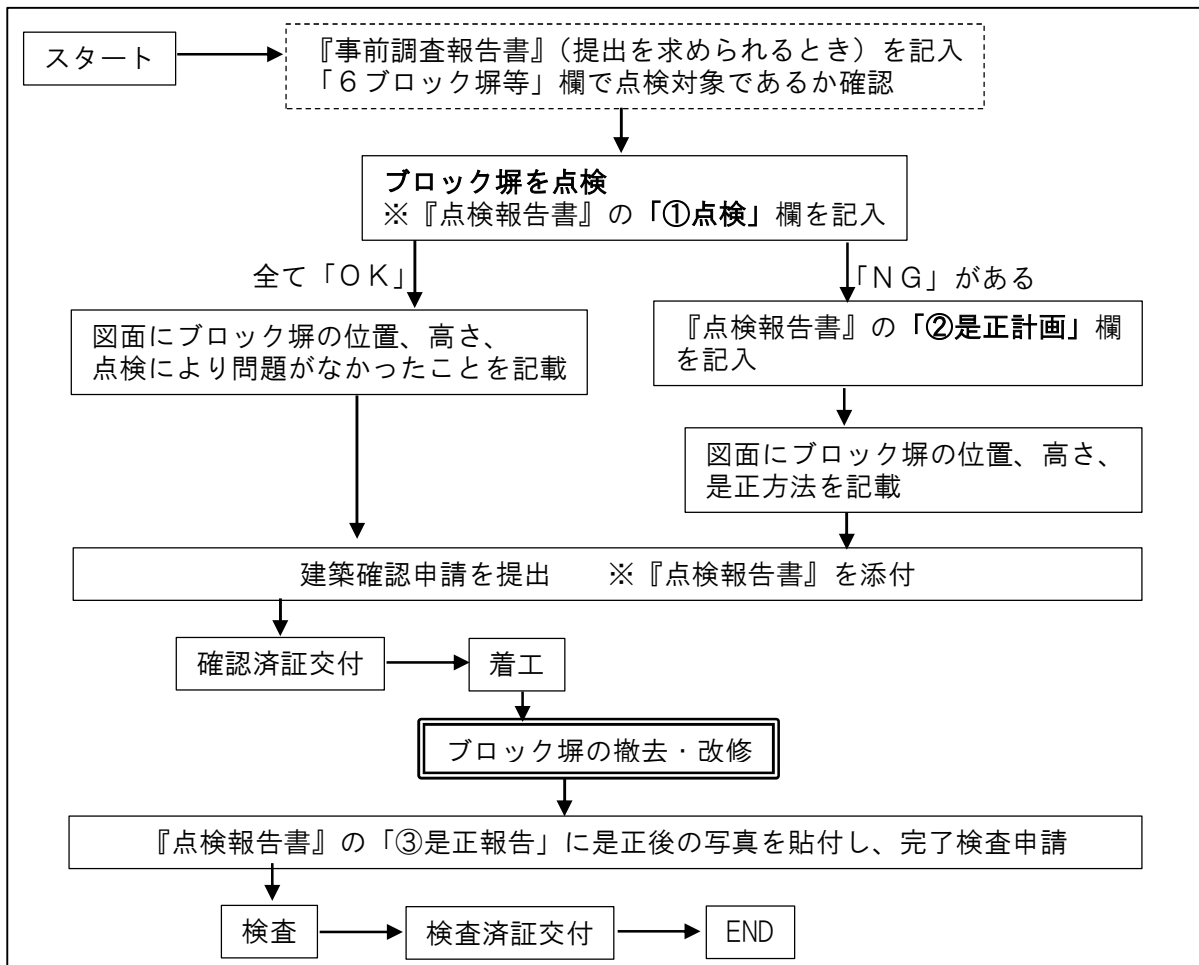 スタート
『事前調査報告書』（提出を求められるとき）を記入
「６ブロック塀等」欄で点検対象であるか確認
ブロック塀を点検
※『点検報告書』の「①点検」欄を記入
全て「ＯＫ」
「ＮＧ」がある
図面にブロック塀の位置、高さ、
点検により問題がなかったことを記載
『点検報告書』の「②是正計画」欄
を記入
図面にブロック塀の位置、高さ、
是正方法を記載
建築確認申請を提出　　※『点検報告書』を添付
確認済証交付
着工
ブロック塀の撤去・改修
『点検報告書』の「③是正報告」に是正後の写真を貼付し、完了検査申請
検査
検査済証交付
END